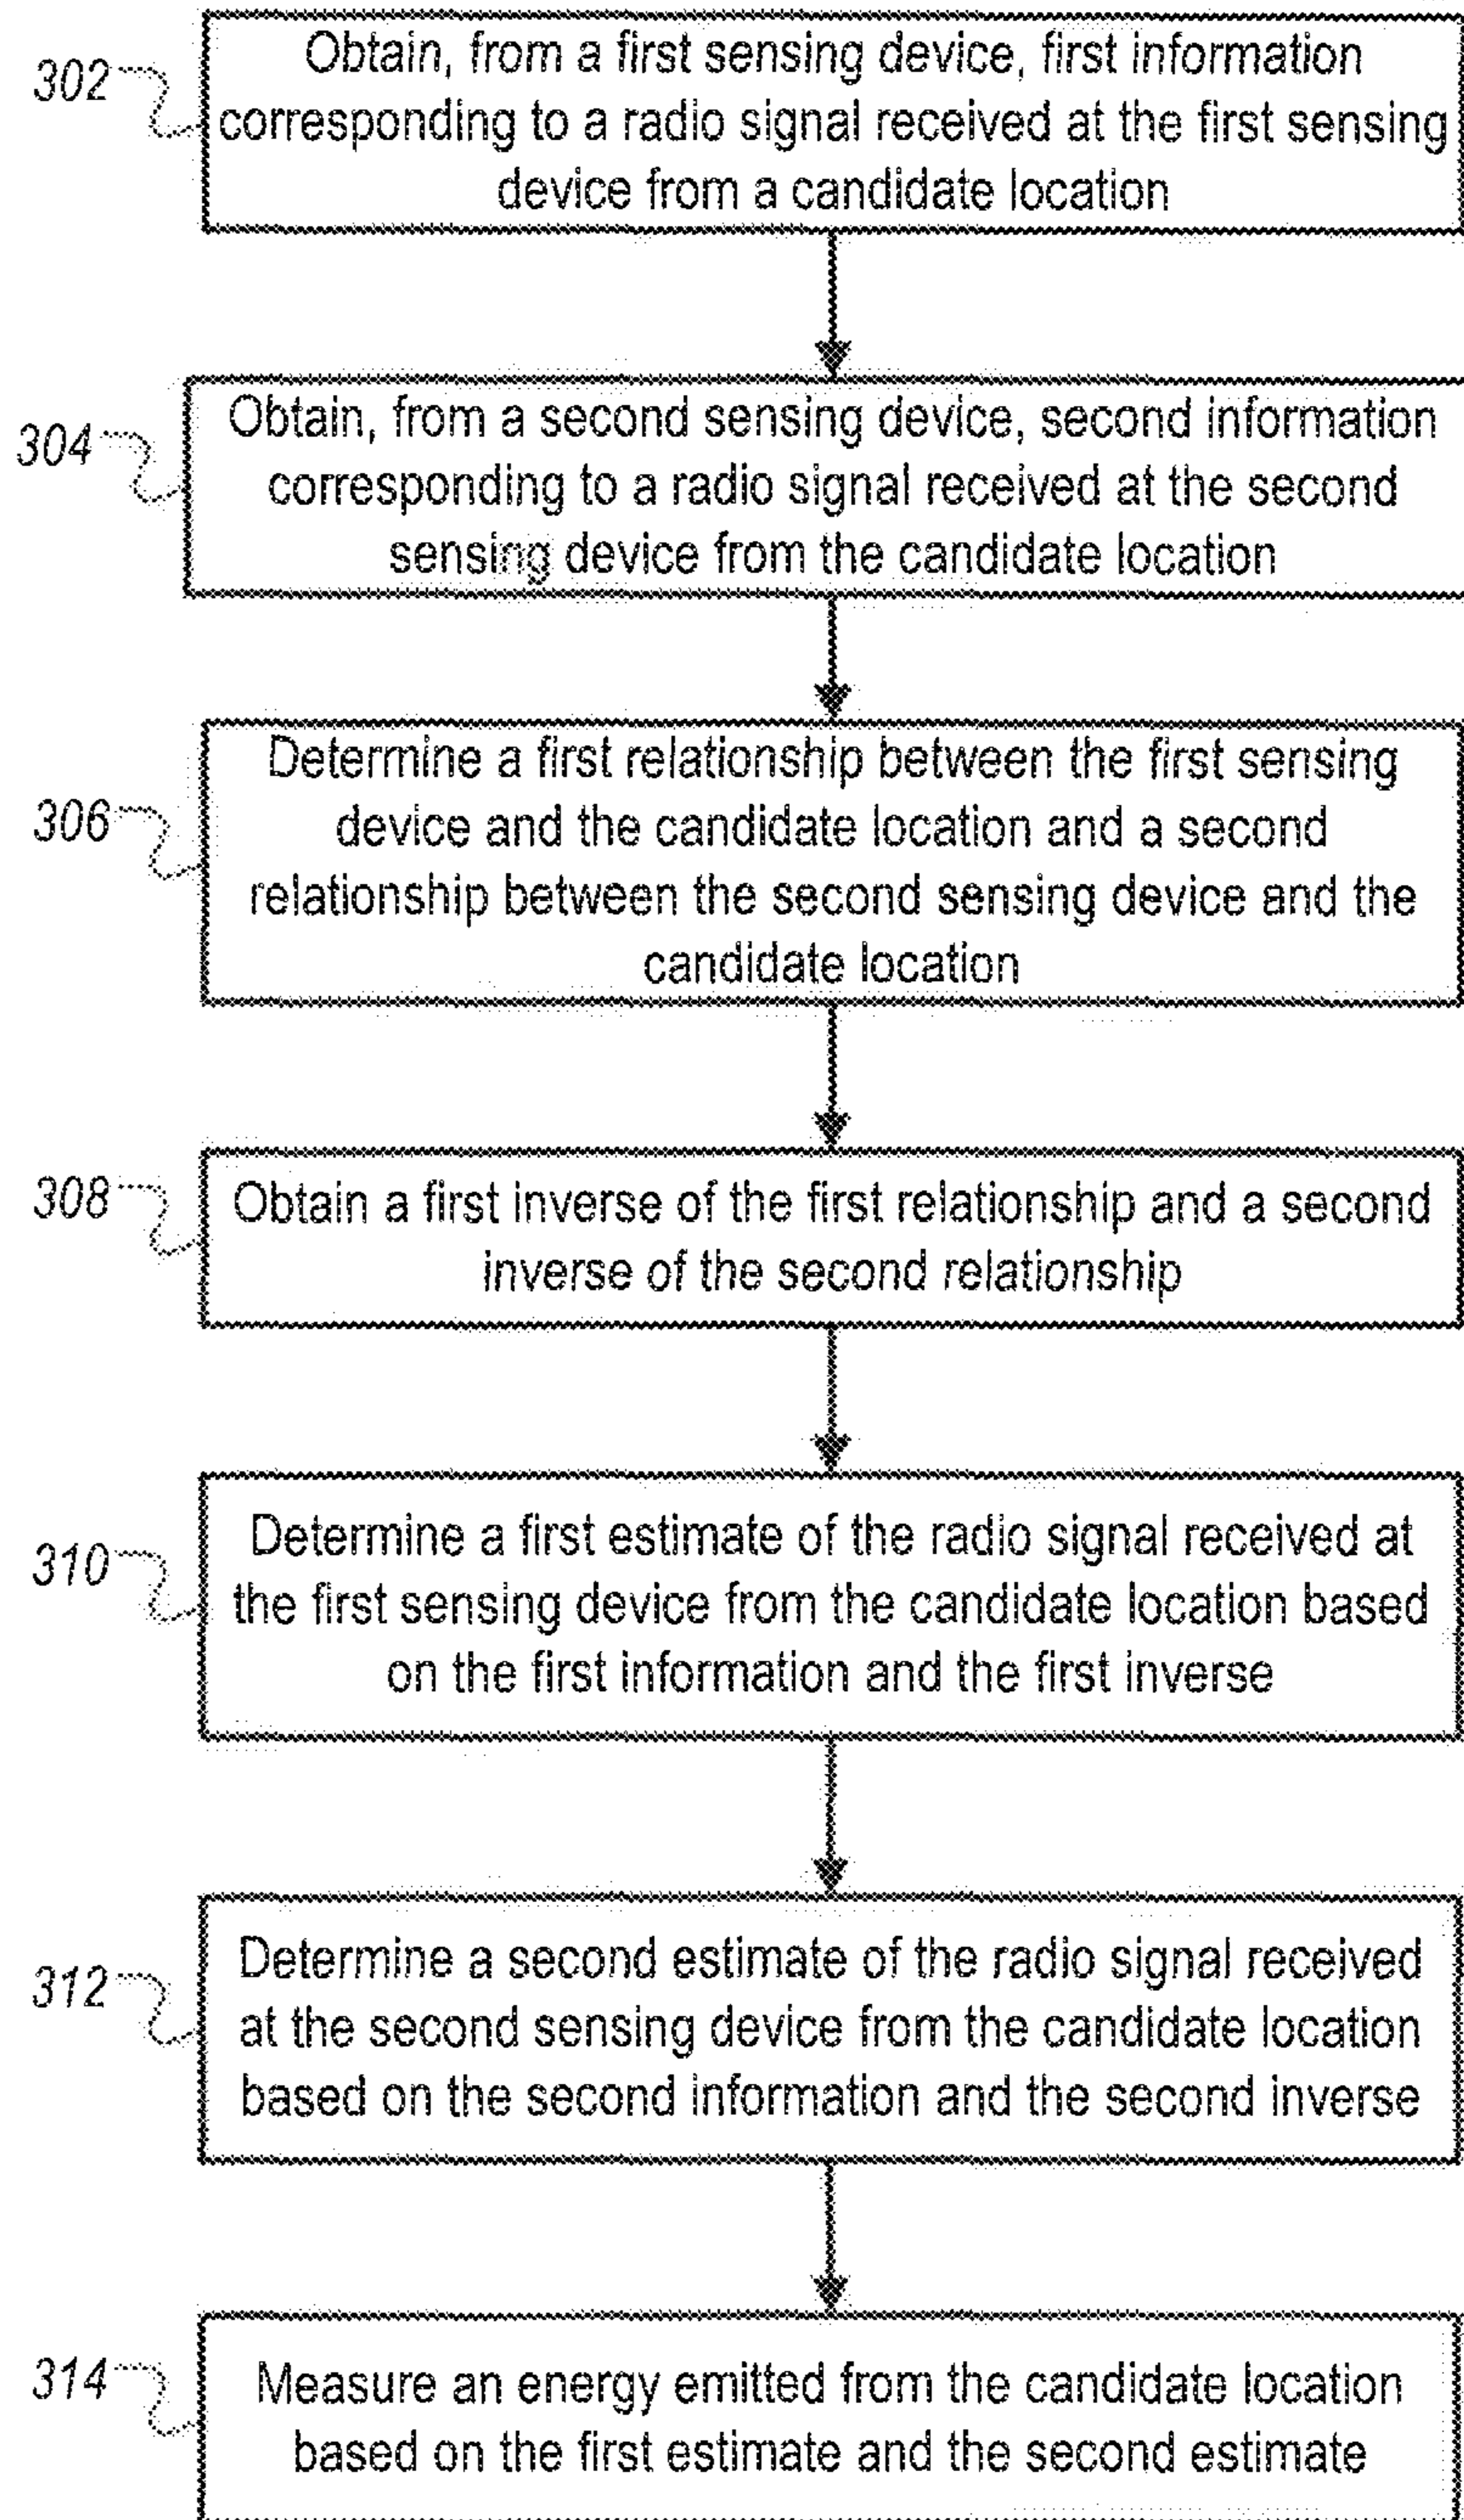 302
Obtain, from a first sensing device, first information
corresponding to a radio signal received at the first sensing
device from a candidate location
304
Obtain, from a second sensing device, second information
corresponding to a radio signal received at the second
sensing device from the candidate location
306
Determine a first relationship between the first sensing
device and the candidate location and a second
relationship between the second sensing device and the
candidate location
308
Obtain a first inverse of the first relationship and a second
inverse of the second relationship
310
Determine a first estimate of the radio signal received at
the first sensing device from the candidate location based
on the first information and the first inverse
312
Determine a second estimate of the radio signal received
at the second sensing device from the candidate location
based on the second information and the second inverse
314
Measure an energy emitted from the candidate location
based on the first estimate and the second estimate